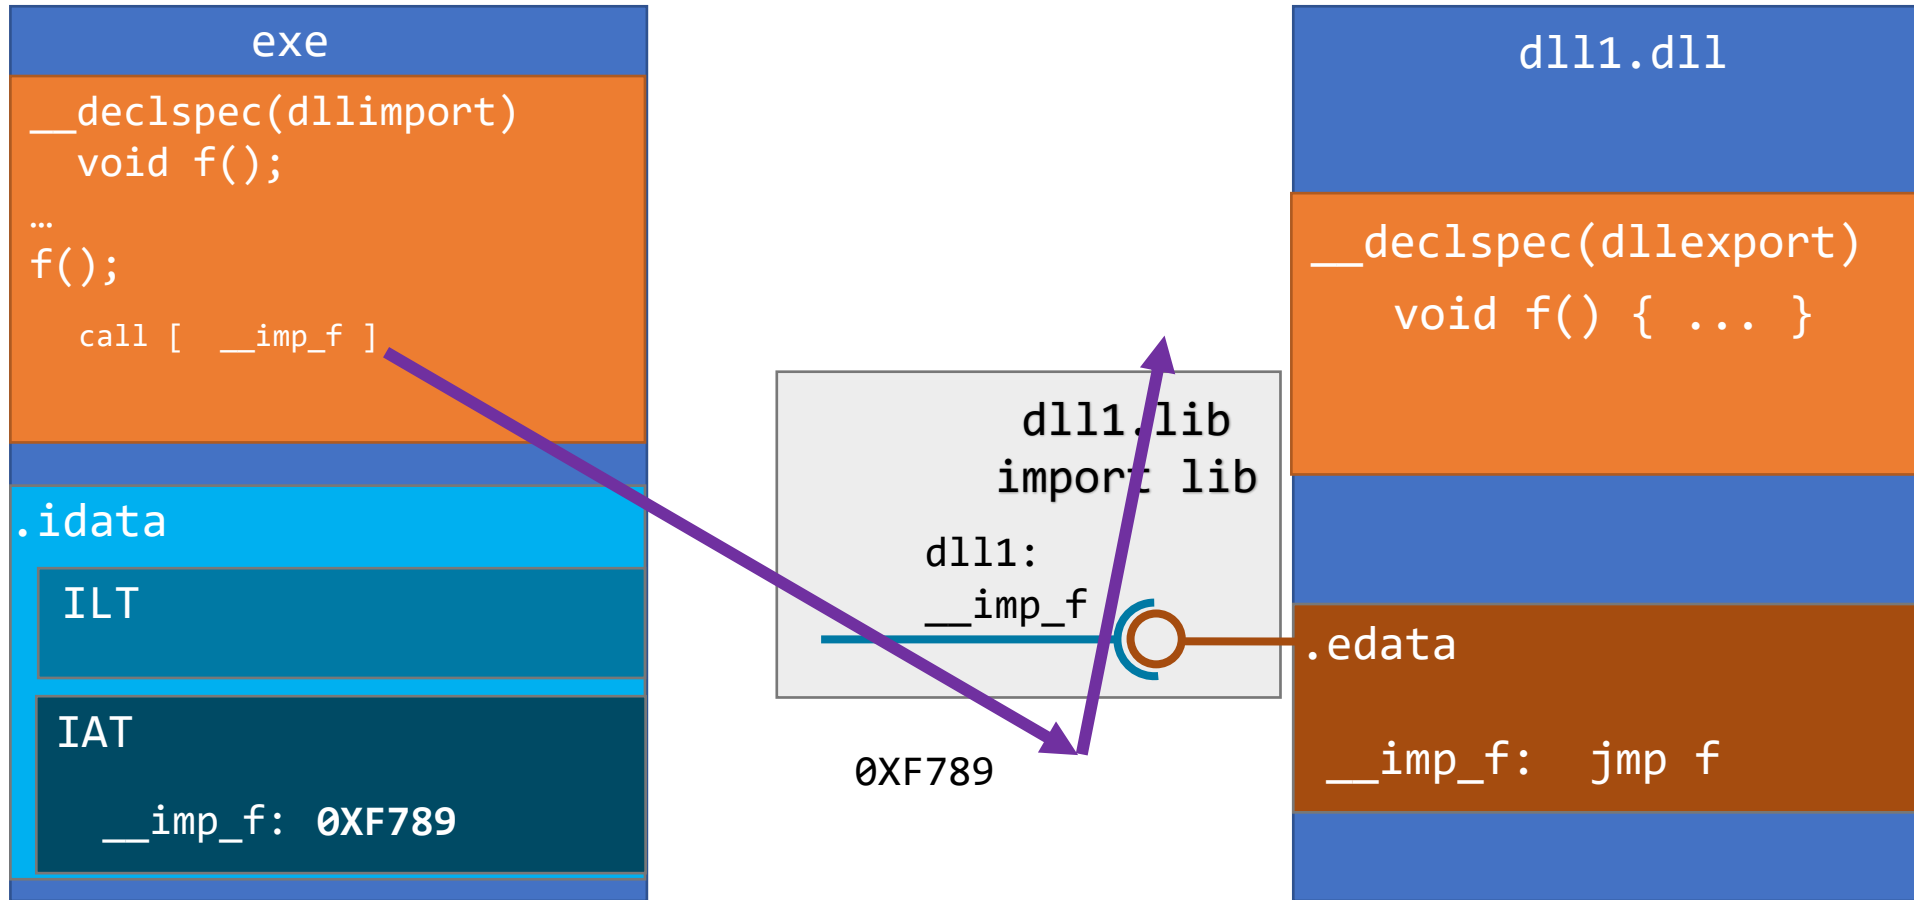 exe
__declspec(dllimport)
void f();
…
f();
call [ __imp_f ]
.idata
ILT
IAT
__imp_f: 0XF789
dll1.lib
import lib
dll1:
__imp_f
0XF789
dll1.dll
__declspec(dllexport)
void f() { ... }
.edata
__imp_f: jmp f